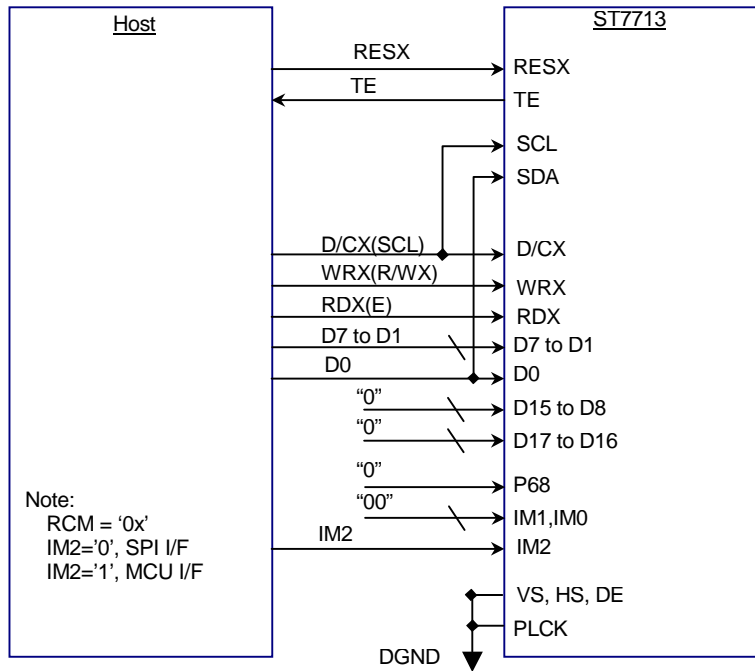 Host
ST7713
RESX
RESX
TE
TE
SCL
SDA
D/CX(SCL)
D/CX
WRX(R/WX)
WRX
RDX(E)
RDX
D7 to D1
D7 to D1
D0
D0
“0”
D15 to D8
“0”
D17 to D16
“0”
P68
“00”
IM1,IM0
IM2
IM2
Note:
RCM = ‘0x’
IM2=’0’, SPI I/F
IM2=’1’, MCU I/F
VS, HS, DE
PLCK
DGND